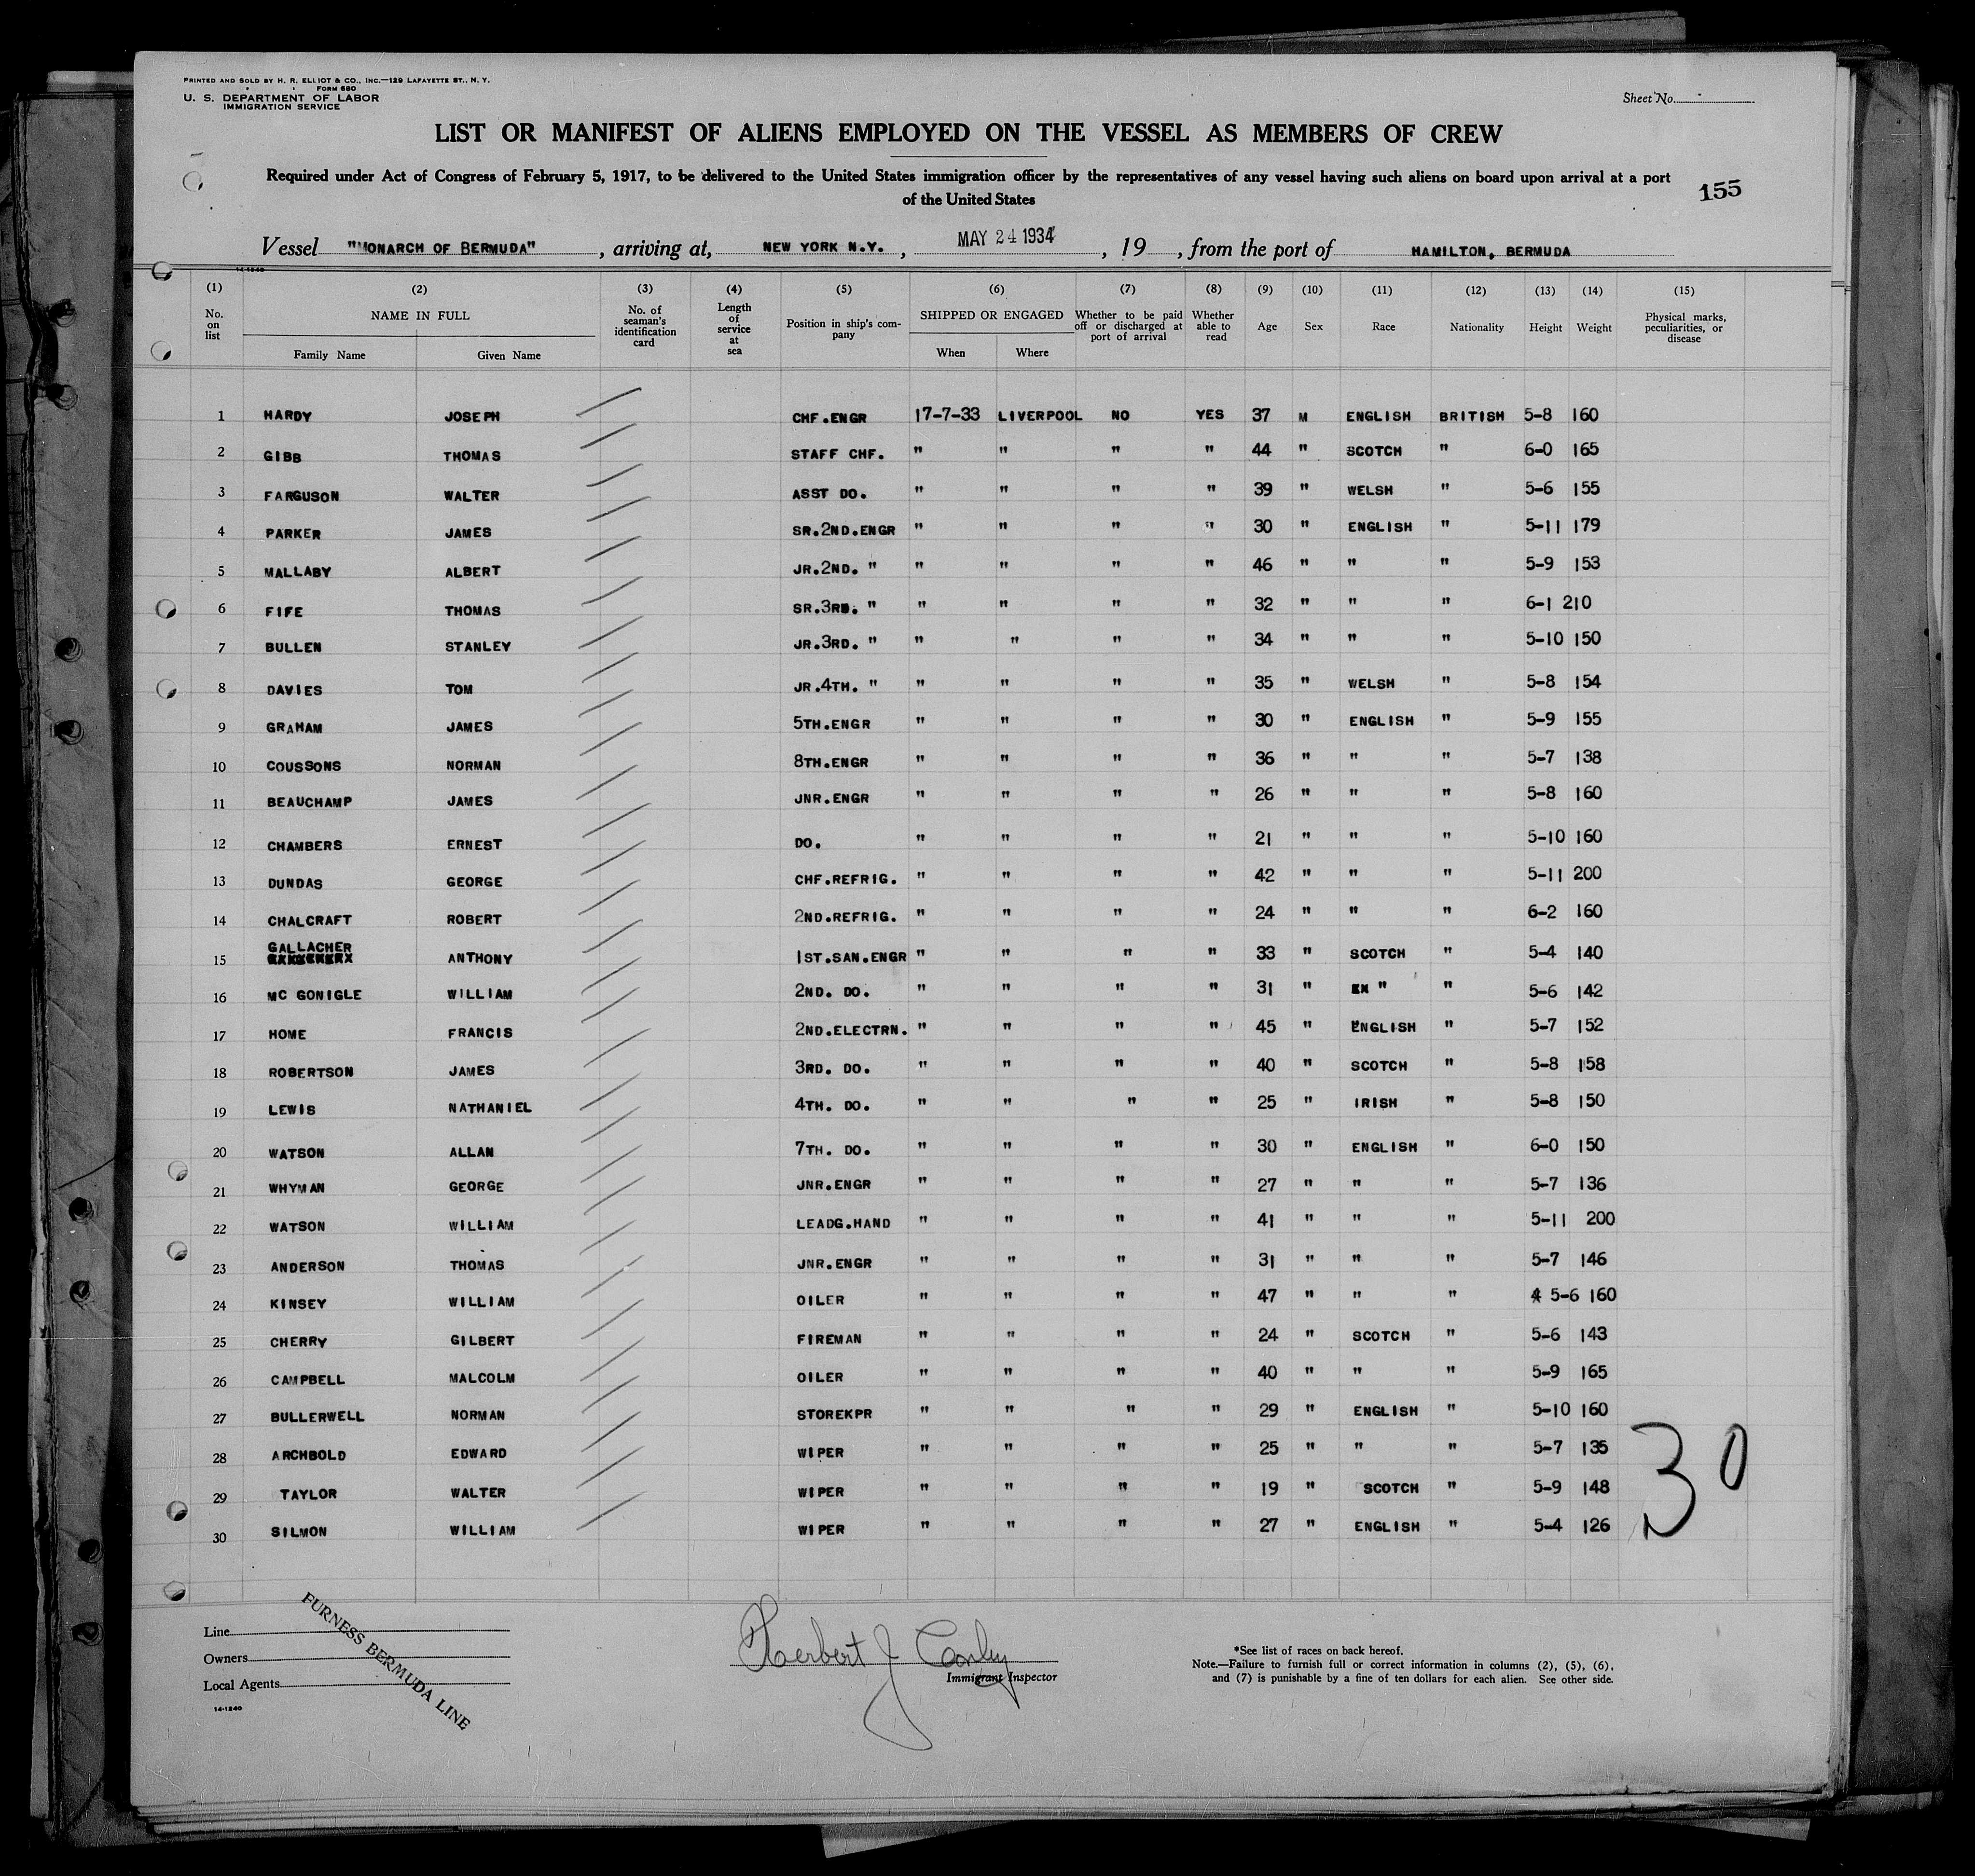 PRINTED AND SOLD BY H. R. ELLIOT & CO., INC.—129 LAFAYETTE ST., N. Y.
FORM 680
U. S. DEPARTMENT OF LABOR
IMMIGRATION SERVICE
Sheet No.
LIST OR MANIFEST OF ALIENS EMPLOYED ON THE VESSEL AS MEMBERS OF CREW
Required under Act of Congress of February 5, 1917, to be delivered to the United States immigration officer by the representatives of any vessel having such aliens on board upon arrival at a port
of the United States
155
Vessel "MONARCH OF BERMUDA" , arriving at, NEW YORK N.Y. , MAY 24 1934 , 19 , from the port of HAMILTON, BERMUDA
14-1240
(1) (2) (3) (4) (5) (6) (7) (8) (9) (10) (11) (12) (13) (14) (15)
No. on list NAME IN FULL Family Name Given Name No. of seaman's identification card Length of service at sea Position in ship's company SHIPPED OR ENGAGED When Where Whether to be paid off or discharged at port of arrival Whether able to read Age Sex Race Nationality Height Weight Physical marks, peculiarities, or disease
1 HARDY JOSEPH CHF.ENGR 17-7-33 LIVERPOOL NO YES 37 M ENGLISH BRITISH 5-8 160
2 GIBB THOMAS STAFF CHF. " " " " 44 " SCOTCH " 6-0 165
3 FARGUSON WALTER ASST DO. " " " " 39 " WELSH " 5-6 155
4 PARKER JAMES SR.2ND.ENGR " " " " 30 " ENGLISH " 5-11 179
5 MALLABY ALBERT JR.2ND. " " " " " 46 " " " 5-9 153
6 FIFE THOMAS SR.3RD. " " " " " 32 " " " 6-1 210
7 BULLEN STANLEY JR.3RD. " " " " " 34 " " " 5-10 150
8 DAVIES TOM JR.4TH. " " " " " 35 " WELSH " 5-8 154
9 GRAHAM JAMES 5TH.ENGR " " " " 30 " ENGLISH " 5-9 155
10 COUSSONS NORMAN 8TH.ENGR " " " " 36 " " " 5-7 138
11 BEAUCHAMP JAMES JNR.ENGR " " " " 26 " " " 5-8 160
12 CHAMBERS ERNEST DO. " " " " 21 " " " 5-10 160
13 DUNDAS GEORGE CHF.REFRIG. " " " " 42 " " " 5-11 200
14 CHALCRAFT ROBERT 2ND.REFRIG. " " " " 24 " " " 6-2 160
15 GALLACHER ANTHONY 1ST.SAN.ENGR " " " " 33 " SCOTCH " 5-4 140
16 MC GONIGLE WILLIAM 2ND. DO. " " " " 31 " " " 5-6 142
17 HOME FRANCIS 2ND.ELECTRN. " " " " 45 " ENGLISH " 5-7 152
18 ROBERTSON JAMES 3RD. DO. " " " " 40 " SCOTCH " 5-8 158
19 LEWIS NATHANIEL 4TH. DO. " " " " 25 " IRISH " 5-8 150
20 WATSON ALLAN 7TH. DO. " " " " 30 " ENGLISH " 6-0 150
21 WHYMAN GEORGE JNR.ENGR " " " " 27 " " " 5-7 136
22 WATSON WILLIAM LEADG.HAND " " " " 41 " " " 5-11 200
23 ANDERSON THOMAS JNR.ENGR " " " " 31 " " " 5-7 146
24 KINSEY WILLIAM OILER " " " " 47 " " " 5-6 160
25 CHERRY GILBERT FIREMAN " " " " 24 " SCOTCH " 5-6 143
26 CAMPBELL MALCOLM OILER " " " " 40 " " " 5-9 165
27 BULLERWELL NORMAN STOREKPR " " " " 29 " ENGLISH " 5-10 160
28 ARCHBOLD EDWARD WIPER " " " " 25 " " " 5-7 135
29 TAYLOR WALTER WIPER " " " " 19 " SCOTCH " 5-9 148
30 SILMON WILLIAM WIPER " " " " 27 " ENGLISH " 5-4 126
30
Line
Owners
Local Agents
FURNESS BERMUDA LINE
14-1240
Herbert J
Immigrant Inspector
*See list of races on back hereof.
Note.—Failure to furnish full or correct information in columns (2), (5), (6),
and (7) is punishable by a fine of ten dollars for each alien. See other side.